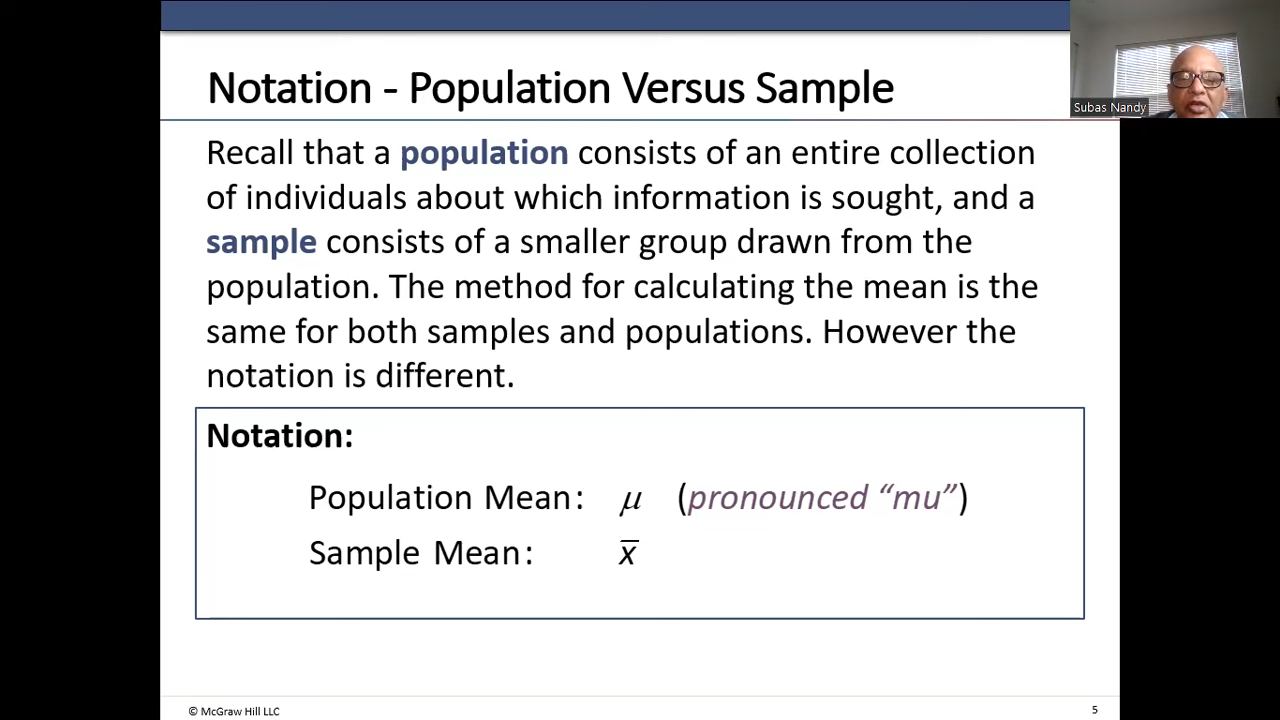 Notation - Population Versus Sample
Subas Nandy
Recall that a population consists of an entire collection
of individuals about which information is sought, and a
sample consists of a smaller group drawn from the
population. The method for calculating the mean is the
same for both samples and populations. However the
notation is different.
Notation:
Population Mean: μ (pronounced “mu”)
Sample Mean: x̅
© McGraw Hill LLC
5